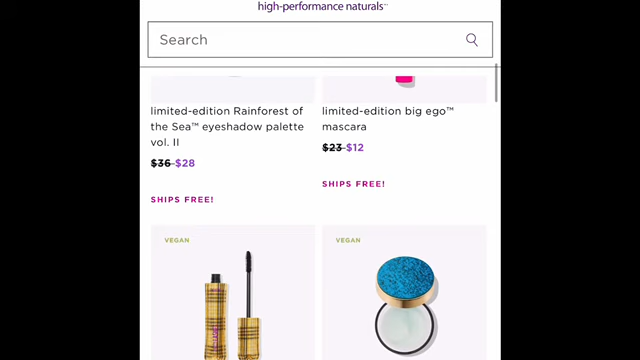 high-performance naturals™
Search
limited-edition Rainforest of
the Sea™ eyeshadow palette
vol. II
$36 $28
SHIPS FREE!
limited-edition big ego™
mascara
$23 $12
SHIPS FREE!
VEGAN
VEGAN